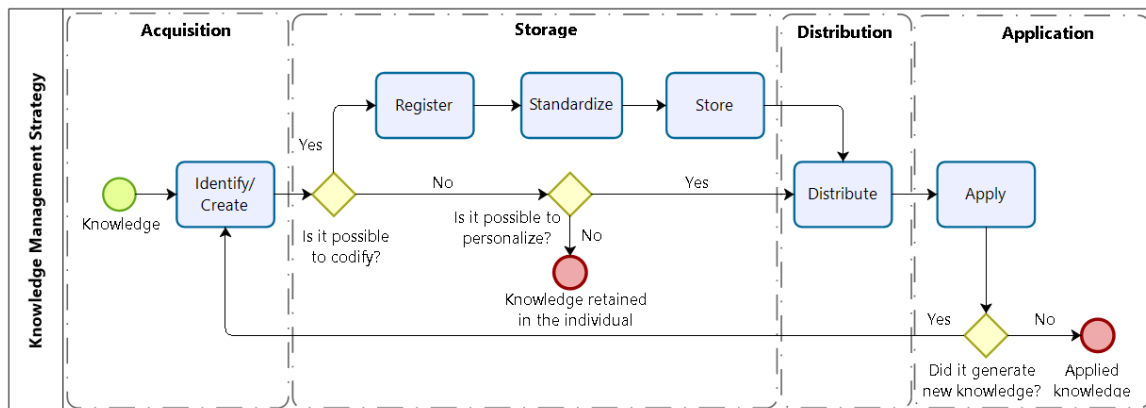 Knowledge Management Strategy
Acquisition
Storage
Distribution
Application
Register
Standardize
Store
Yes
Identify/
Create
No
Yes
Distribute
Apply
Knowledge
Is it possible
to codify?
Is it possible to
personalize?
No
Knowledge retained
in the individual
Yes
No
Did it generate
new knowledge?
Applied
knowledge